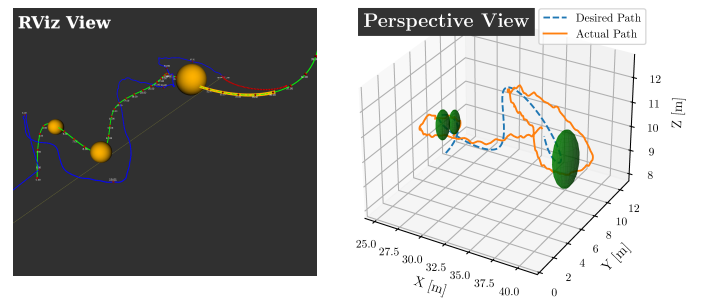 RViz View
Perspective View
Desired Path
Actual Path
12
11
10
9
8
Z [m]
25.0
27.5
30.0
32.5
35.0
37.5
40.0
X [m]
0
2
4
6
8
10
12
Y [m]